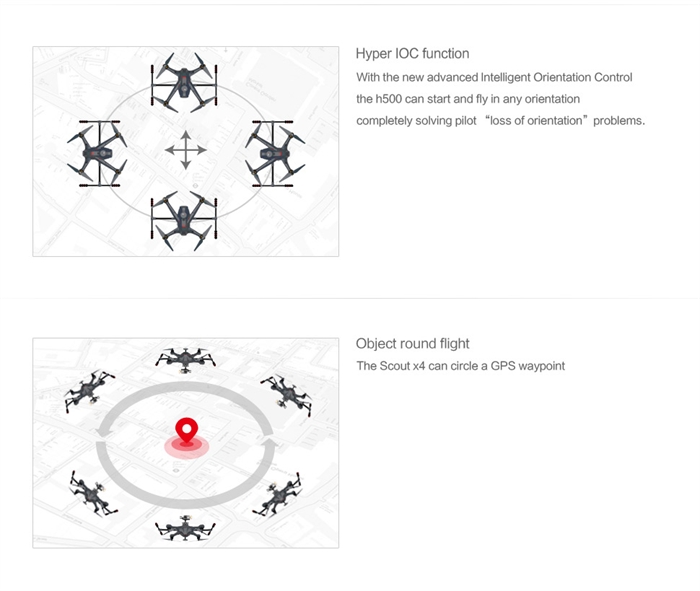 Hyper IOC function
With the new advanced Intelligent Orientation Control
the h500 can start and fly in any orientation
completely solving pilot “loss of orientation” problems.
Object round flight
The Scout x4 can circle a GPS waypoint